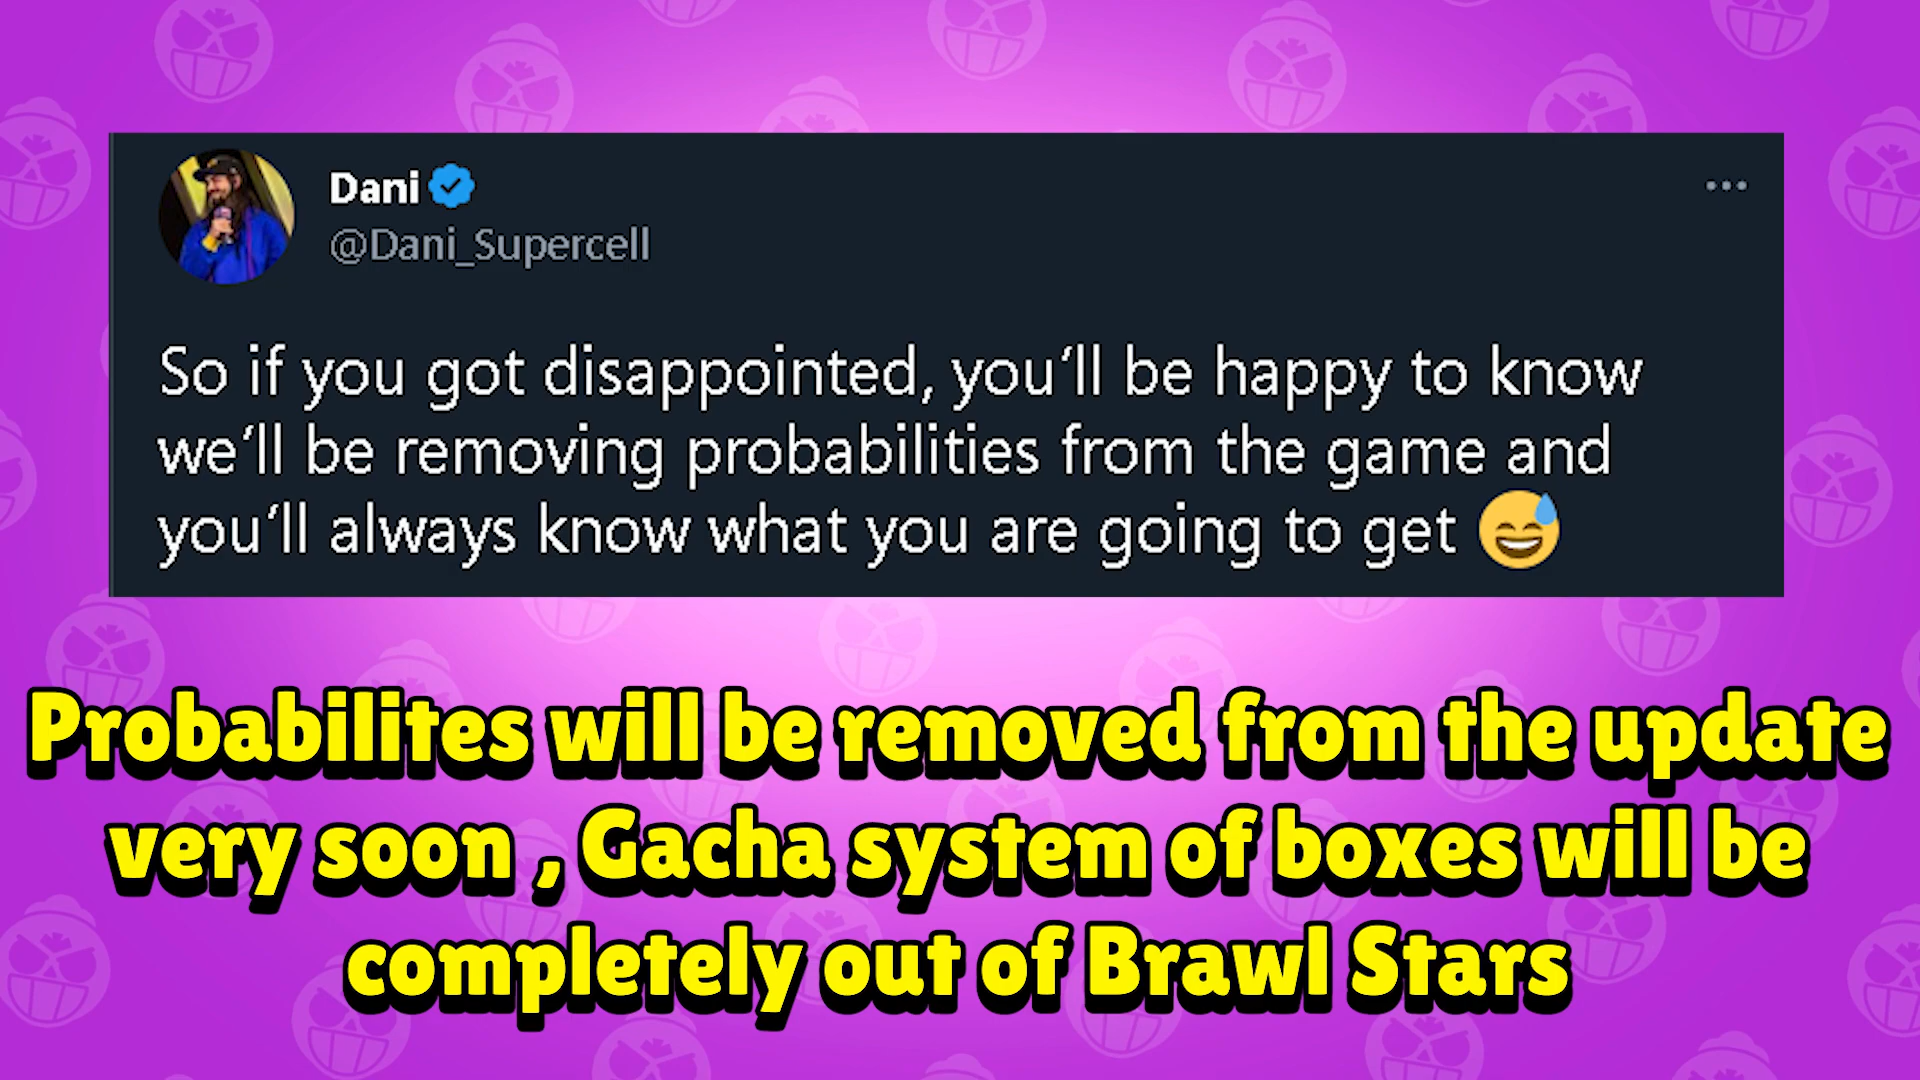 Dani
@Dani_Supercell
So if you got disappointed, you'll be happy to know
we'll be removing probabilities from the game and
you'll always know what you are going to get 😅
Probabilites will be removed from the update
very soon , Gacha system of boxes will be
completely out of Brawl Stars